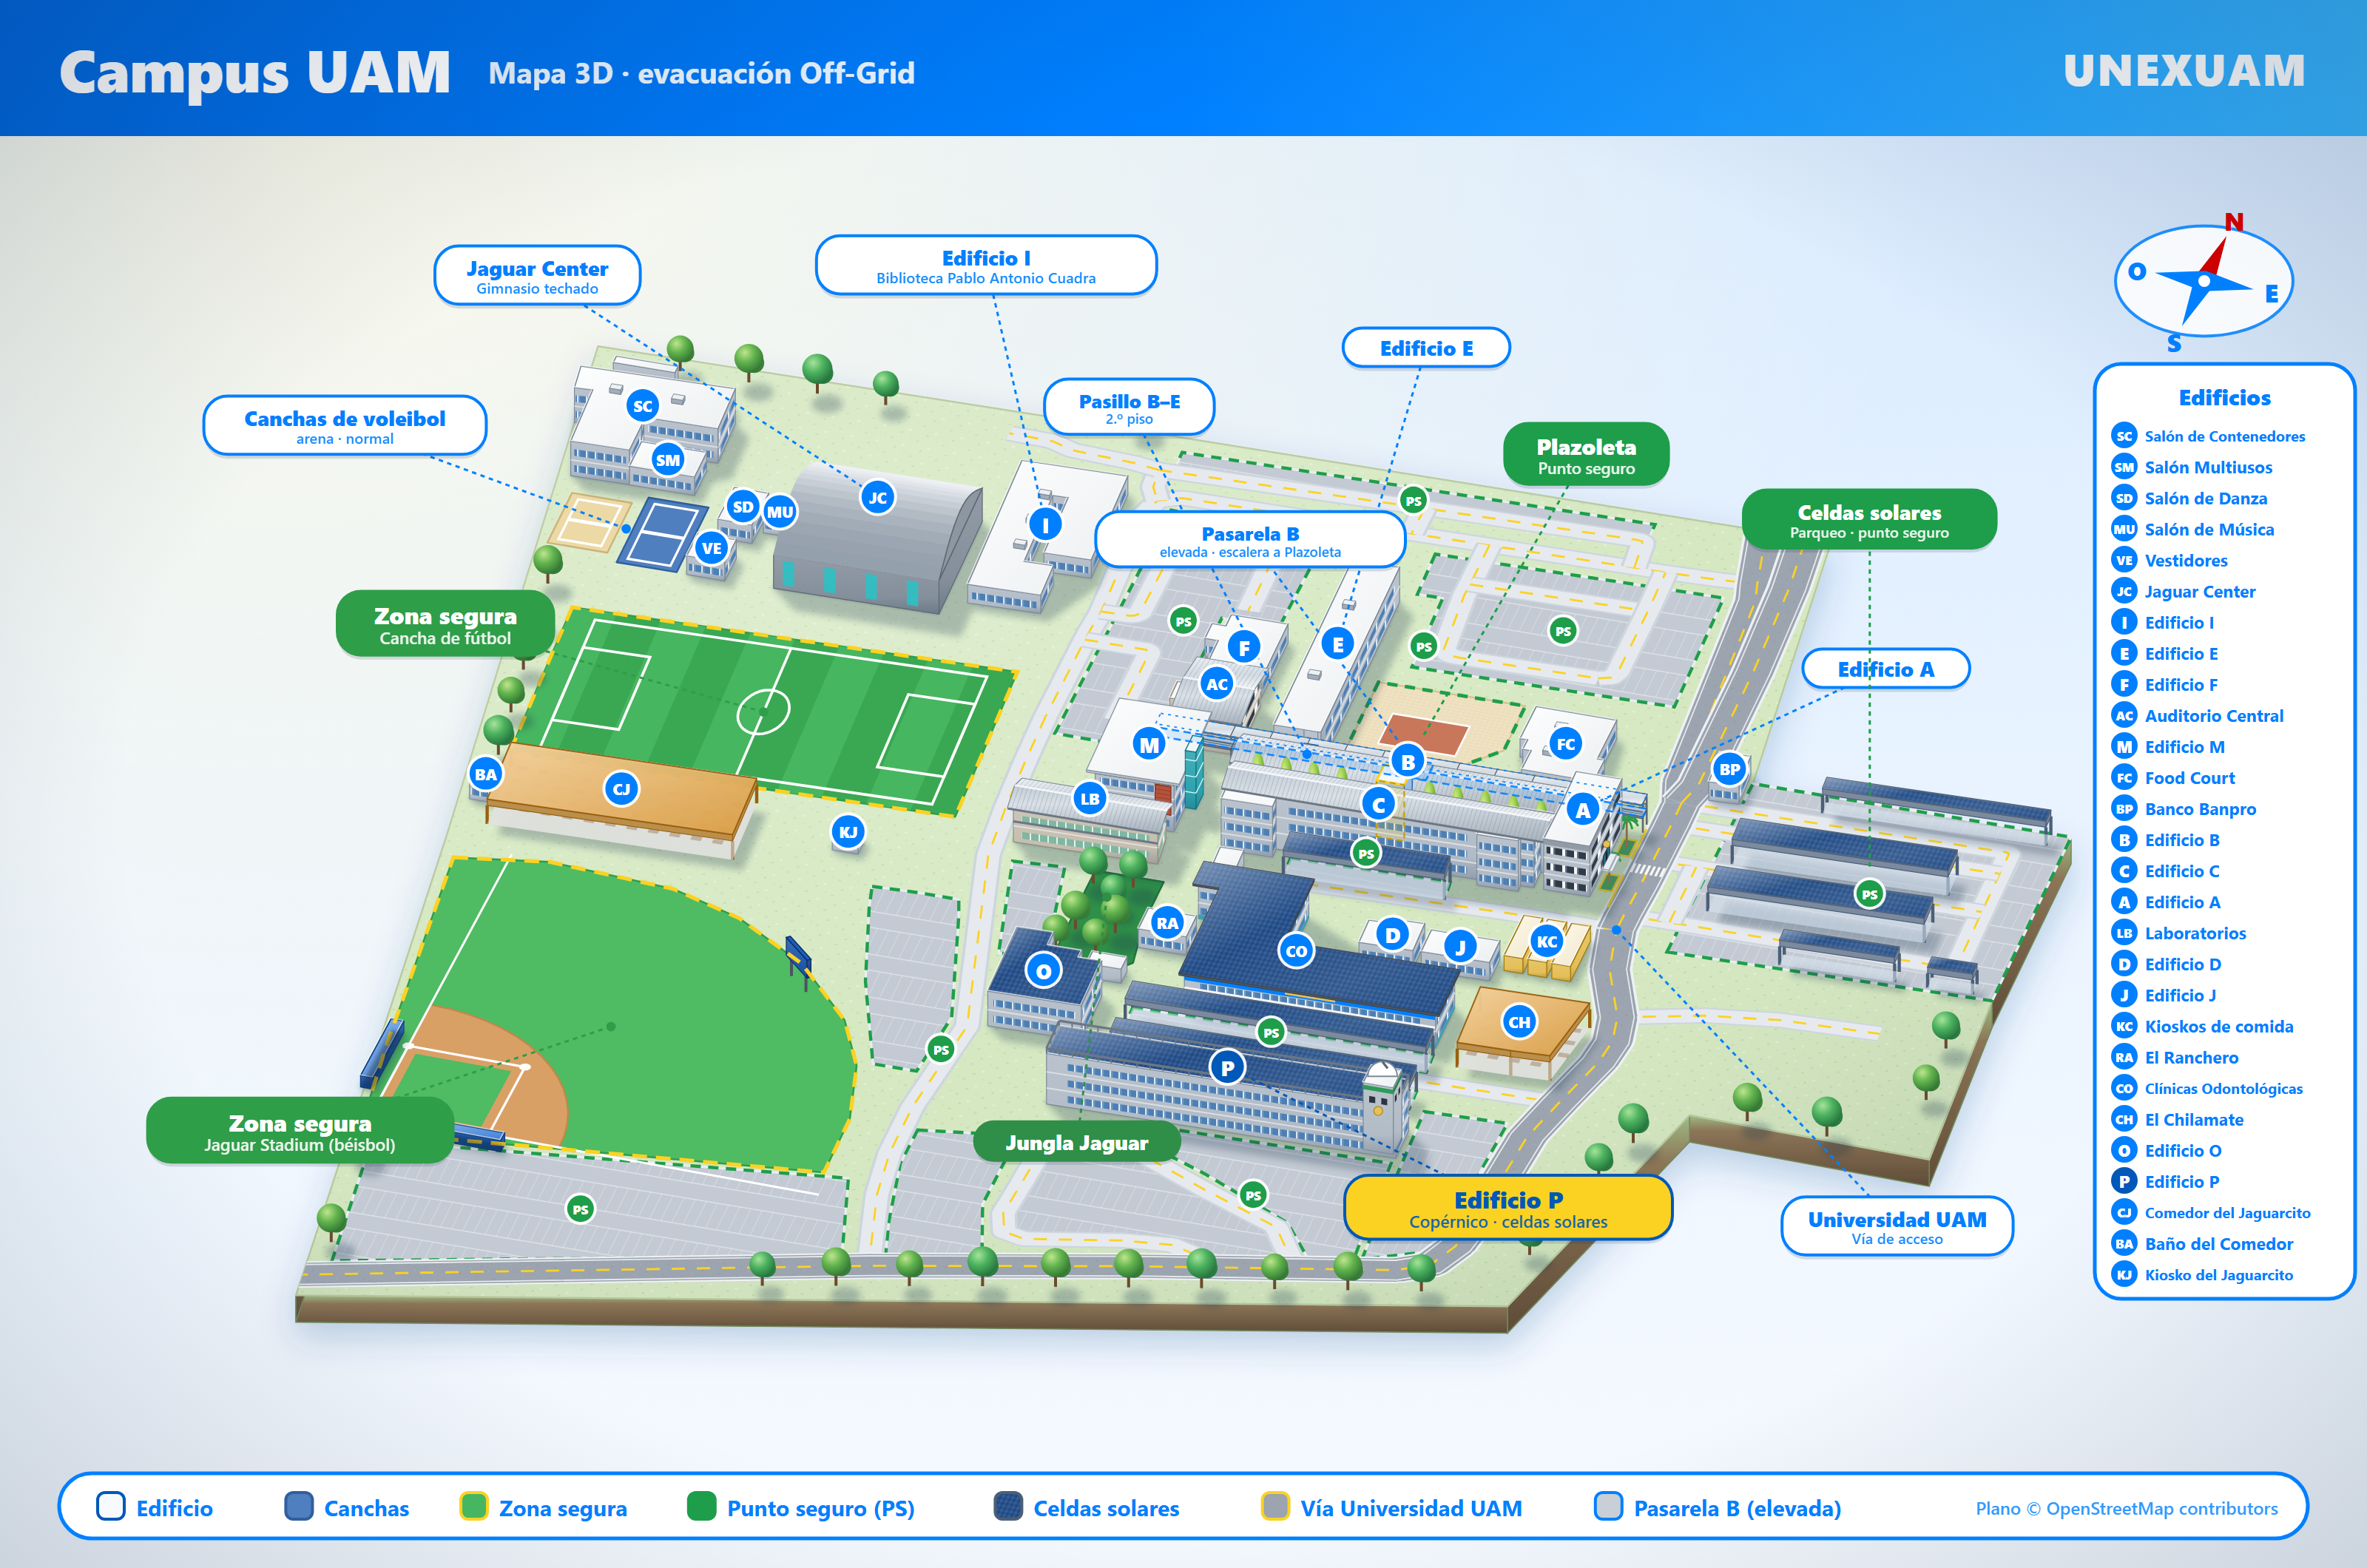 Campus UAM
Mapa 3D · evacuación Off-Grid
UNEXUAM
N
O
E
S
Jaguar Center
Gimnasio techado
Edificio I
Biblioteca Pablo Antonio Cuadra
Edificio E
Pasillo B–E
2.º piso
Canchas de voleibol
arena · normal
Plazoleta
Punto seguro
Celdas solares
Parqueo · punto seguro
Pasarela B
elevada · escalera a Plazoleta
Zona segura
Cancha de fútbol
Edificio A
Zona segura
Jaguar Stadium (béisbol)
Jungla Jaguar
Edificio P
Copérnico · celdas solares
Universidad UAM
Vía de acceso
SC
SM
SD
MU
VE
JC
I
PS
PS
F
E
PS
PS
AC
M
B
FC
BP
BA
CJ
LB
C
A
KJ
PS
PS
RA
CO
D
J
KC
O
PS
PS
CH
P
PS
PS
Edificios
SC Salón de Contenedores
SM Salón Multiusos
SD Salón de Danza
MU Salón de Música
VE Vestidores
JC Jaguar Center
I Edificio I
E Edificio E
F Edificio F
AC Auditorio Central
M Edificio M
FC Food Court
BP Banco Banpro
B Edificio B
C Edificio C
A Edificio A
LB Laboratorios
D Edificio D
J Edificio J
KC Kioskos de comida
RA El Ranchero
CO Clínicas Odontológicas
CH El Chilamate
O Edificio O
P Edificio P
CJ Comedor del Jaguarcito
BA Baño del Comedor
KJ Kiosko del Jaguarcito
Edificio
Canchas
Zona segura
Punto seguro (PS)
Celdas solares
Vía Universidad UAM
Pasarela B (elevada)
Plano © OpenStreetMap contributors